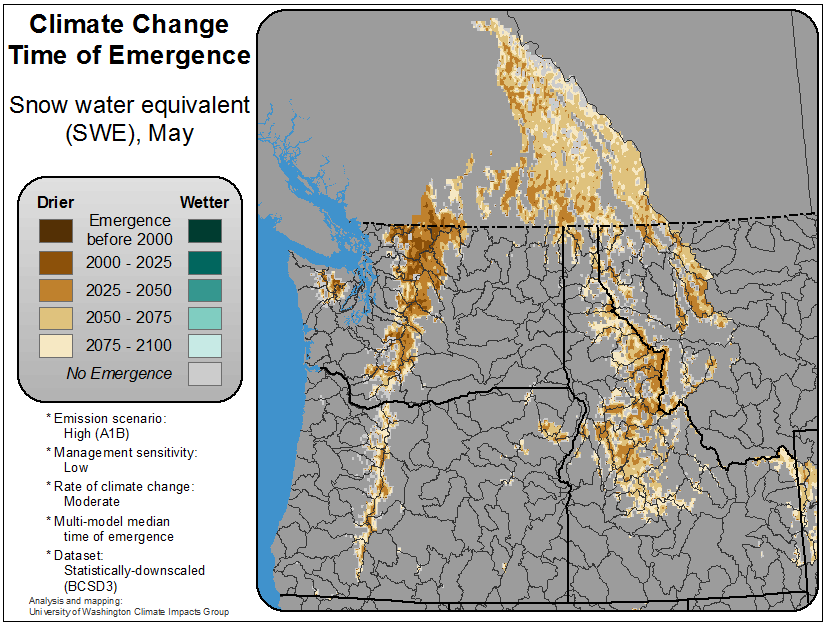 Climate Change
Time of Emergence
Snow water equivalent
(SWE), May
Drier Wetter
Emergence
before 2000
2000 - 2025
2025 - 2050
2050 - 2075
2075 - 2100
No Emergence
* Emission scenario:
High (A1B)
* Management sensitivity:
Low
* Rate of climate change:
Moderate
* Multi-model median
time of emergence
* Dataset:
Statistically-downscaled
(BCSD3)
Analysis and mapping:
University of Washington Climate Impacts Group